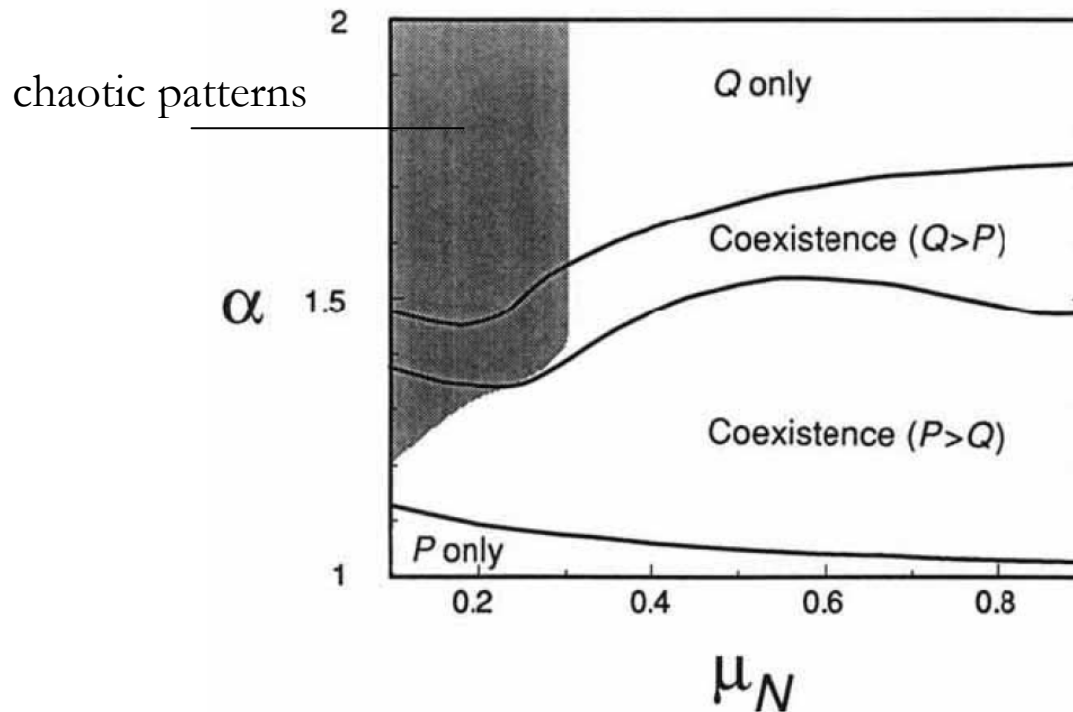 2
chaotic patterns
Q only
Coexistence (Q>P)
α
1.5
Coexistence (P>Q)
P only
1
0.2
0.4
0.6
0.8
μN